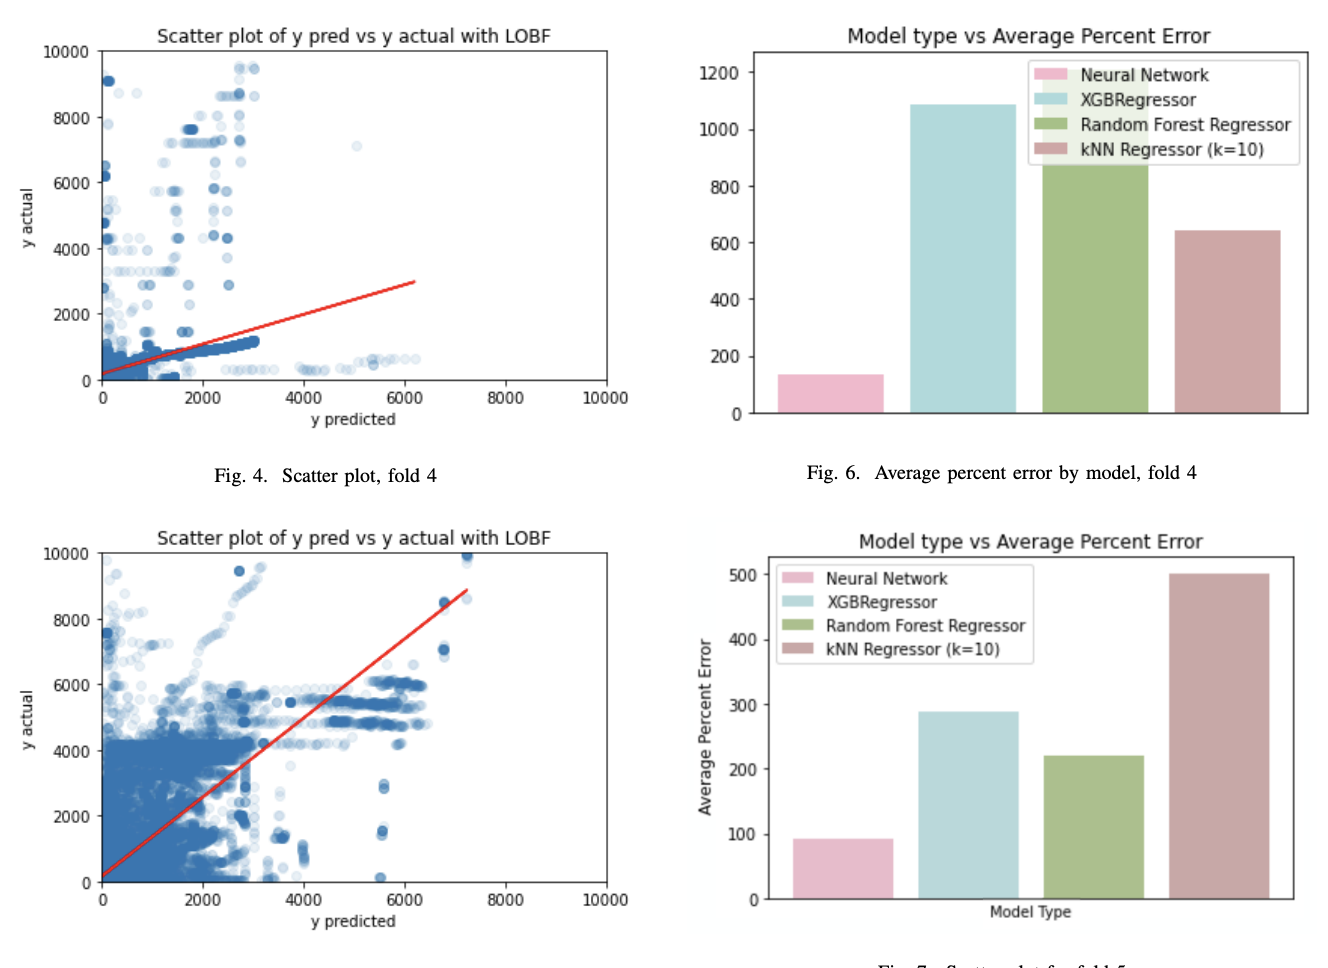 Scatter plot of y pred vs y actual with LOBF
10000
8000
6000
4000
2000
0
y actual
0 2000 4000 6000 8000 10000
y predicted
Fig. 4. Scatter plot, fold 4
Model type vs Average Percent Error
1200
1000
800
600
400
200
0
Neural Network
XGBRegressor
Random Forest Regressor
kNN Regressor (k=10)
Fig. 6. Average percent error by model, fold 4
Scatter plot of y pred vs y actual with LOBF
10000
8000
6000
4000
2000
0
y actual
0 2000 4000 6000 8000 10000
y predicted
Model type vs Average Percent Error
500
400
300
200
100
0
Average Percent Error
Neural Network
XGBRegressor
Random Forest Regressor
kNN Regressor (k=10)
Model Type